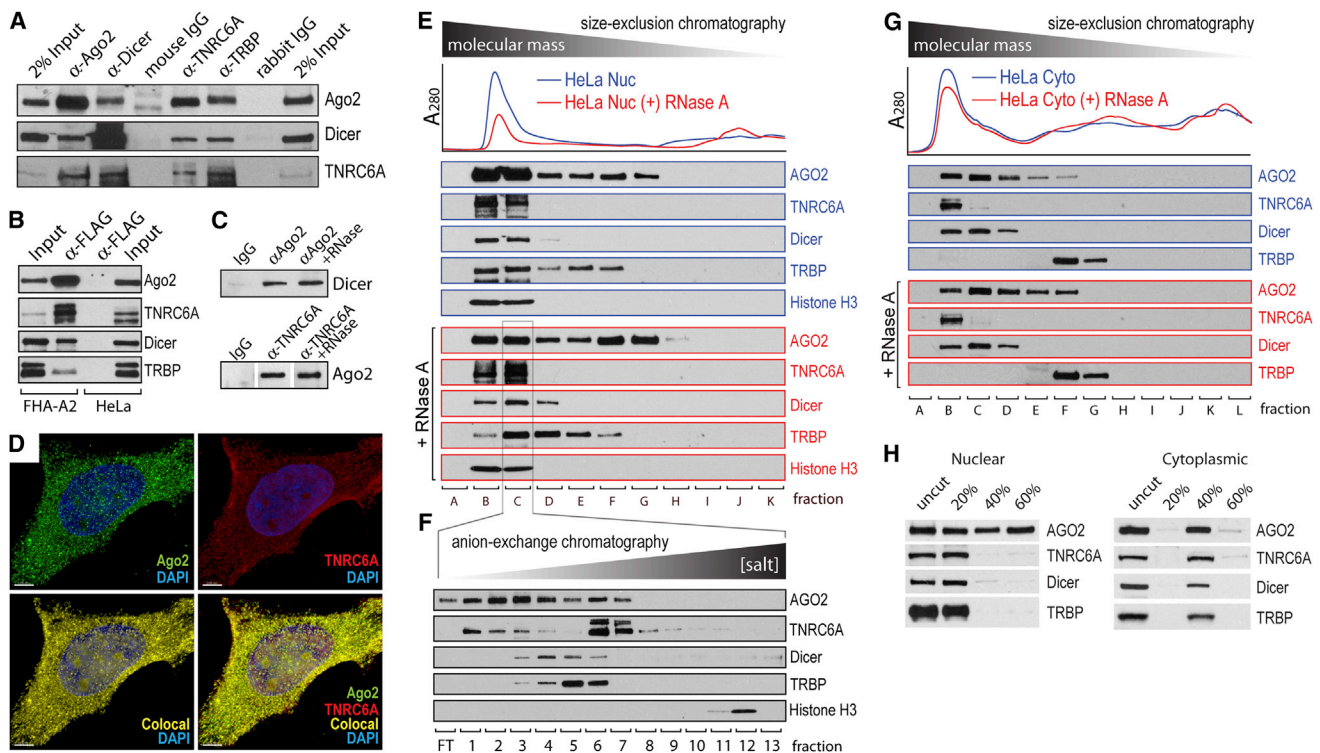 A
2% Input
α-Ago2
α-Dicer
mouse IgG
α-TNRC6A
α-TRBP
rabbit IgG
2% Input
Ago2
Dicer
TNRC6A
B
Input
α-FLAG
α-FLAG
Input
Ago2
TNRC6A
Dicer
TRBP
FHA-A2
HeLa
C
IgG
αAgo2
αAgo2
+RNase
Dicer
IgG
α-TNRC6A
α-TNRC6A
+RNase
Ago2
D
Ago2
DAPI
TNRC6A
DAPI
Colocal
DAPI
Ago2
TNRC6A
Colocal
DAPI
E
size-exclusion chromatography
molecular mass
A280
HeLa Nuc
HeLa Nuc (+) RNase A
AGO2
TNRC6A
Dicer
TRBP
Histone H3
+ RNase A
AGO2
TNRC6A
Dicer
TRBP
Histone H3
A B C D E F G H I J K fraction
F
anion-exchange chromatography
[salt]
AGO2
TNRC6A
Dicer
TRBP
Histone H3
FT 1 2 3 4 5 6 7 8 9 10 11 12 13 fraction
G
size-exclusion chromatography
molecular mass
A280
HeLa Cyto
HeLa Cyto (+) RNase A
AGO2
TNRC6A
Dicer
TRBP
+ RNase A
AGO2
TNRC6A
Dicer
TRBP
A B C D E F G H I J K L fraction
H
Nuclear
uncut 20% 40% 60%
AGO2
TNRC6A
Dicer
TRBP
Cytoplasmic
uncut 20% 40% 60%
AGO2
TNRC6A
Dicer
TRBP